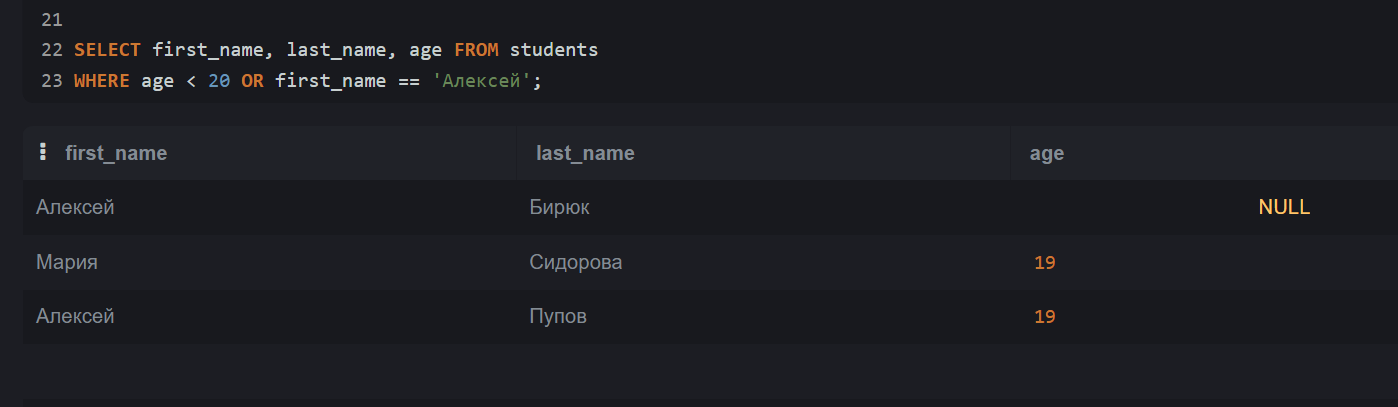 21
22 SELECT first_name, last_name, age FROM students
23 WHERE age < 20 OR first_name == 'Алексей';
first_name last_name age
Алексей Бирюк NULL
Мария Сидорова 19
Алексей Пупов 19